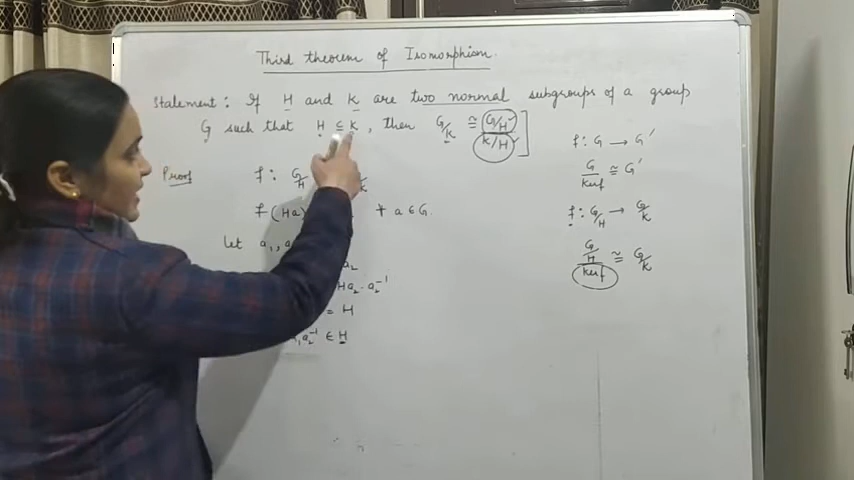 Third theorem of Isomorphism.
Statement: If H and K are two normal subgroups of a group
G such that H ⊆ K, then G/K ≅ G/H / K/H
Proof f: G/H K
f(Ha) ∀ a ∈ G.
Let a₁, a
a₂
Ha₂·a₂⁻¹
= H
a₁a₂⁻¹ ∈ H
f: G → G'
G/kerf ≅ G'
f: G/H → G/K
G/H / kerf ≅ G/K